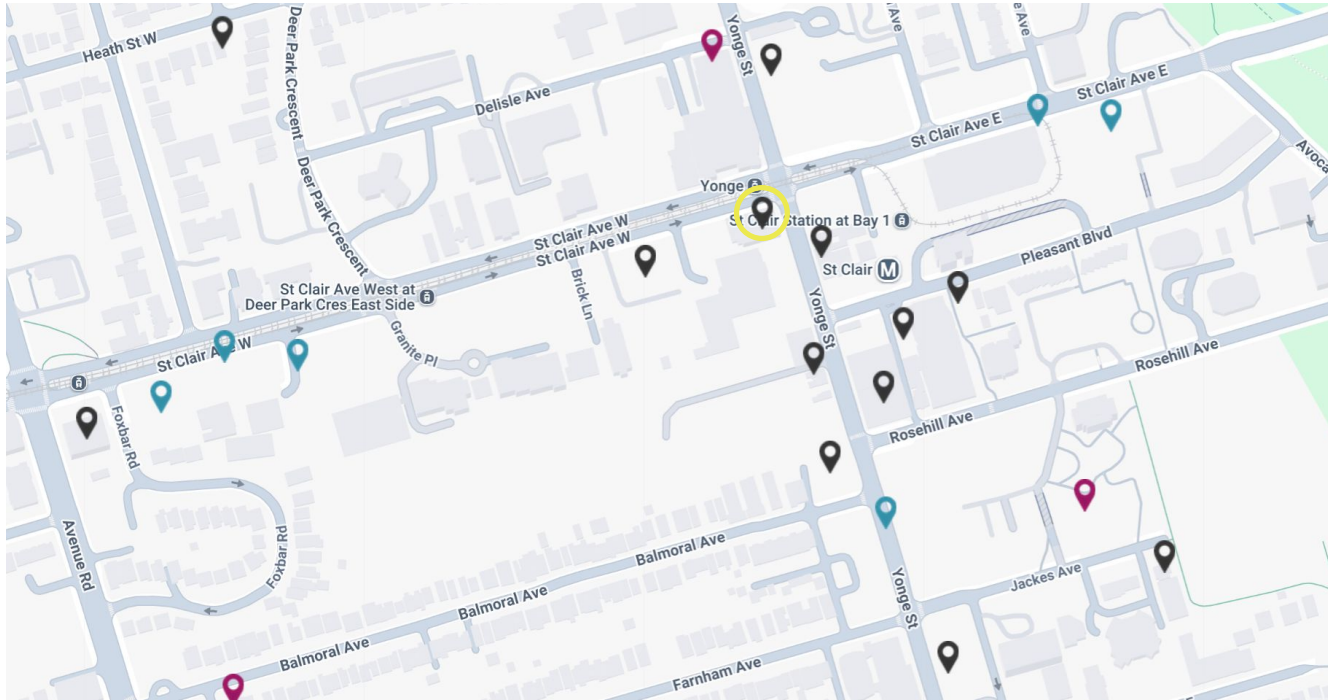 Heath St W
Deer Park Crescent
Yonge St
Ave
e Ave
St Clair Ave E
Delisle Ave
St Clair Ave E
Avoca
Deer Park Crescent
Yonge
St Clair Station at Bay 1
St Clair Ave W
St Clair Ave W
Pleasant Blvd
St Clair
M
Brick Ln
St Clair Ave West at
Deer Park Cres East Side
Yonge St
Granite Pl
St Clair Ave W
Rosehill Ave
Foxbar Rd
Rosehill Ave
Avenue Rd
Foxbar Rd
Balmoral Ave
Jackes Ave
Balmoral Ave
Yonge St
Balmoral Ave
Farnham Ave